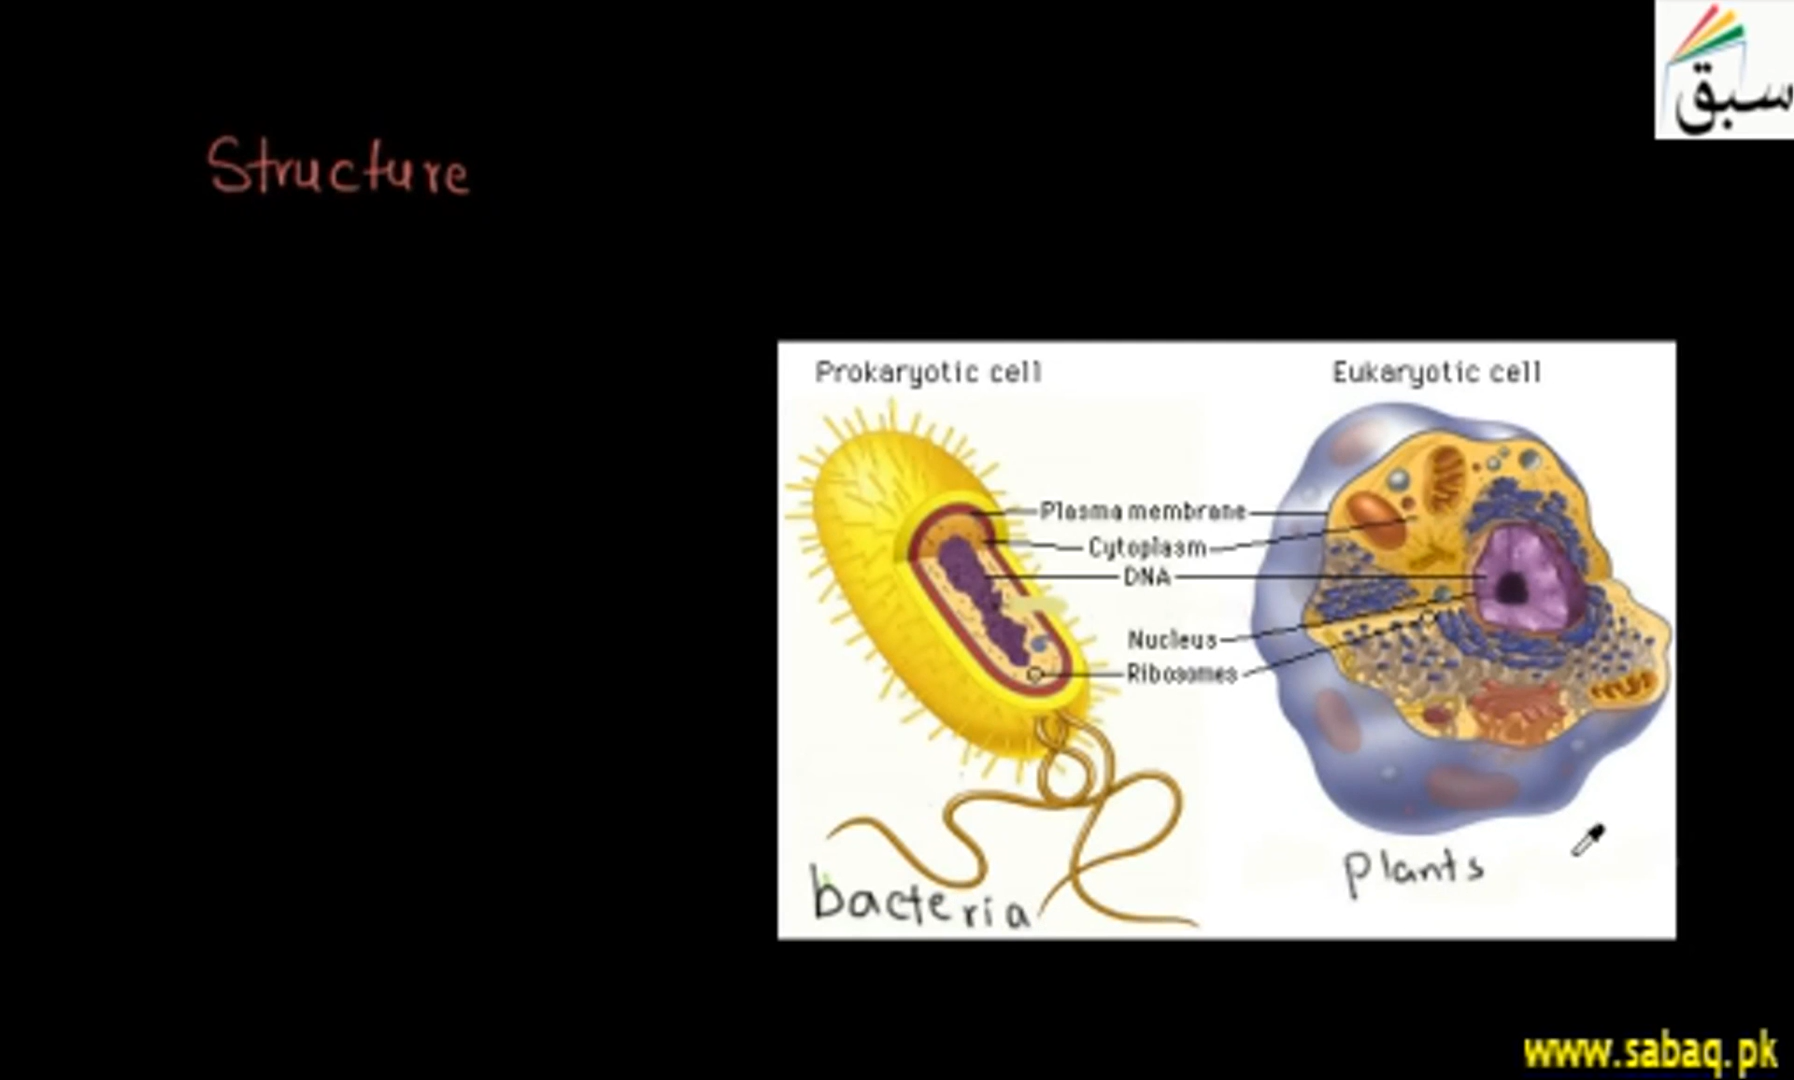 سبق
Structure
Prokaryotic cell
Eukaryotic cell
Plasma membrane
Cytoplasm
DNA
Nucleus
Ribosomes
bacteria
plants
www.sabaq.pk